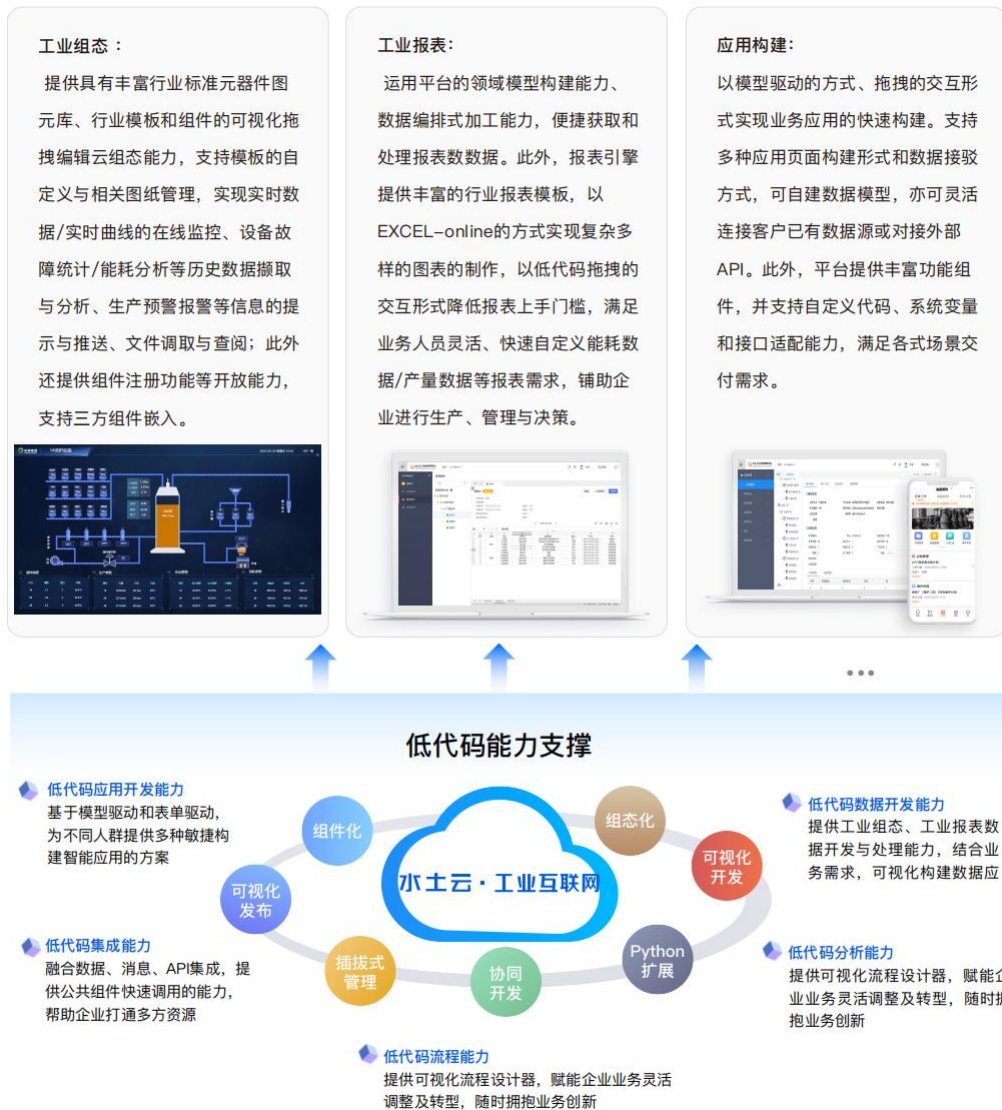 工业组态 ：
提供具有丰富行业标准元器件图
元库、行业模板和组件的可视化拖
拽编辑云组态能力，支持模板的自
定义与相关图纸管理，实现实时数
据/实时曲线的在线监控、设备故
障统计/能耗分析等历史数据撷取
与分析、生产预警报警等信息的提
示与推送、文件调取与查阅；此外
还提供组件注册功能等开放能力，
支持三方组件嵌入。
工业报表：
运用平台的领域模型构建能力、
数据编排式加工能力，便捷获取和
处理报表数数据。此外，报表引擎
提供丰富的行业报表模板，以
EXCEL-online的方式实现复杂多
样的图表的制作，以低代码拖拽的
交互形式降低报表上手门槛，满足
业务人员灵活、快速自定义能耗数
据/产量数据等报表需求，辅助企
业进行生产、管理与决策。
应用构建：
以模型驱动的方式、拖拽的交互形
式实现业务应用的快速构建。支持
多种应用页面构建形式和数据接驳
方式，可自建数据模型，亦可灵活
连接客户已有数据源或对接外部
API。此外，平台提供丰富功能组
件，并支持自定义代码、系统变量
和接口适配能力，满足各式场景交
付需求。
低代码能力支撑
低代码应用开发能力
基于模型驱动和表单驱动，
为不同人群提供多种敏捷构
建智能应用的方案
低代码集成能力
融合数据、消息、API集成，提
供公共组件快速调用的能力，
帮助企业打通多方资源
组件化
组态化
可视化
开发
可视化
发布
水土云·工业互联网
插拔式
管理
协同
开发
Python
扩展
低代码数据开发能力
提供工业组态、工业报表数
据开发与处理能力，结合业
务需求，可视化构建数据应
低代码分析能力
提供可视化流程设计器，赋能企
业业务灵活调整及转型，随时拥
抱业务创新
低代码流程能力
提供可视化流程设计器，赋能企业业务灵活
调整及转型，随时拥抱业务创新